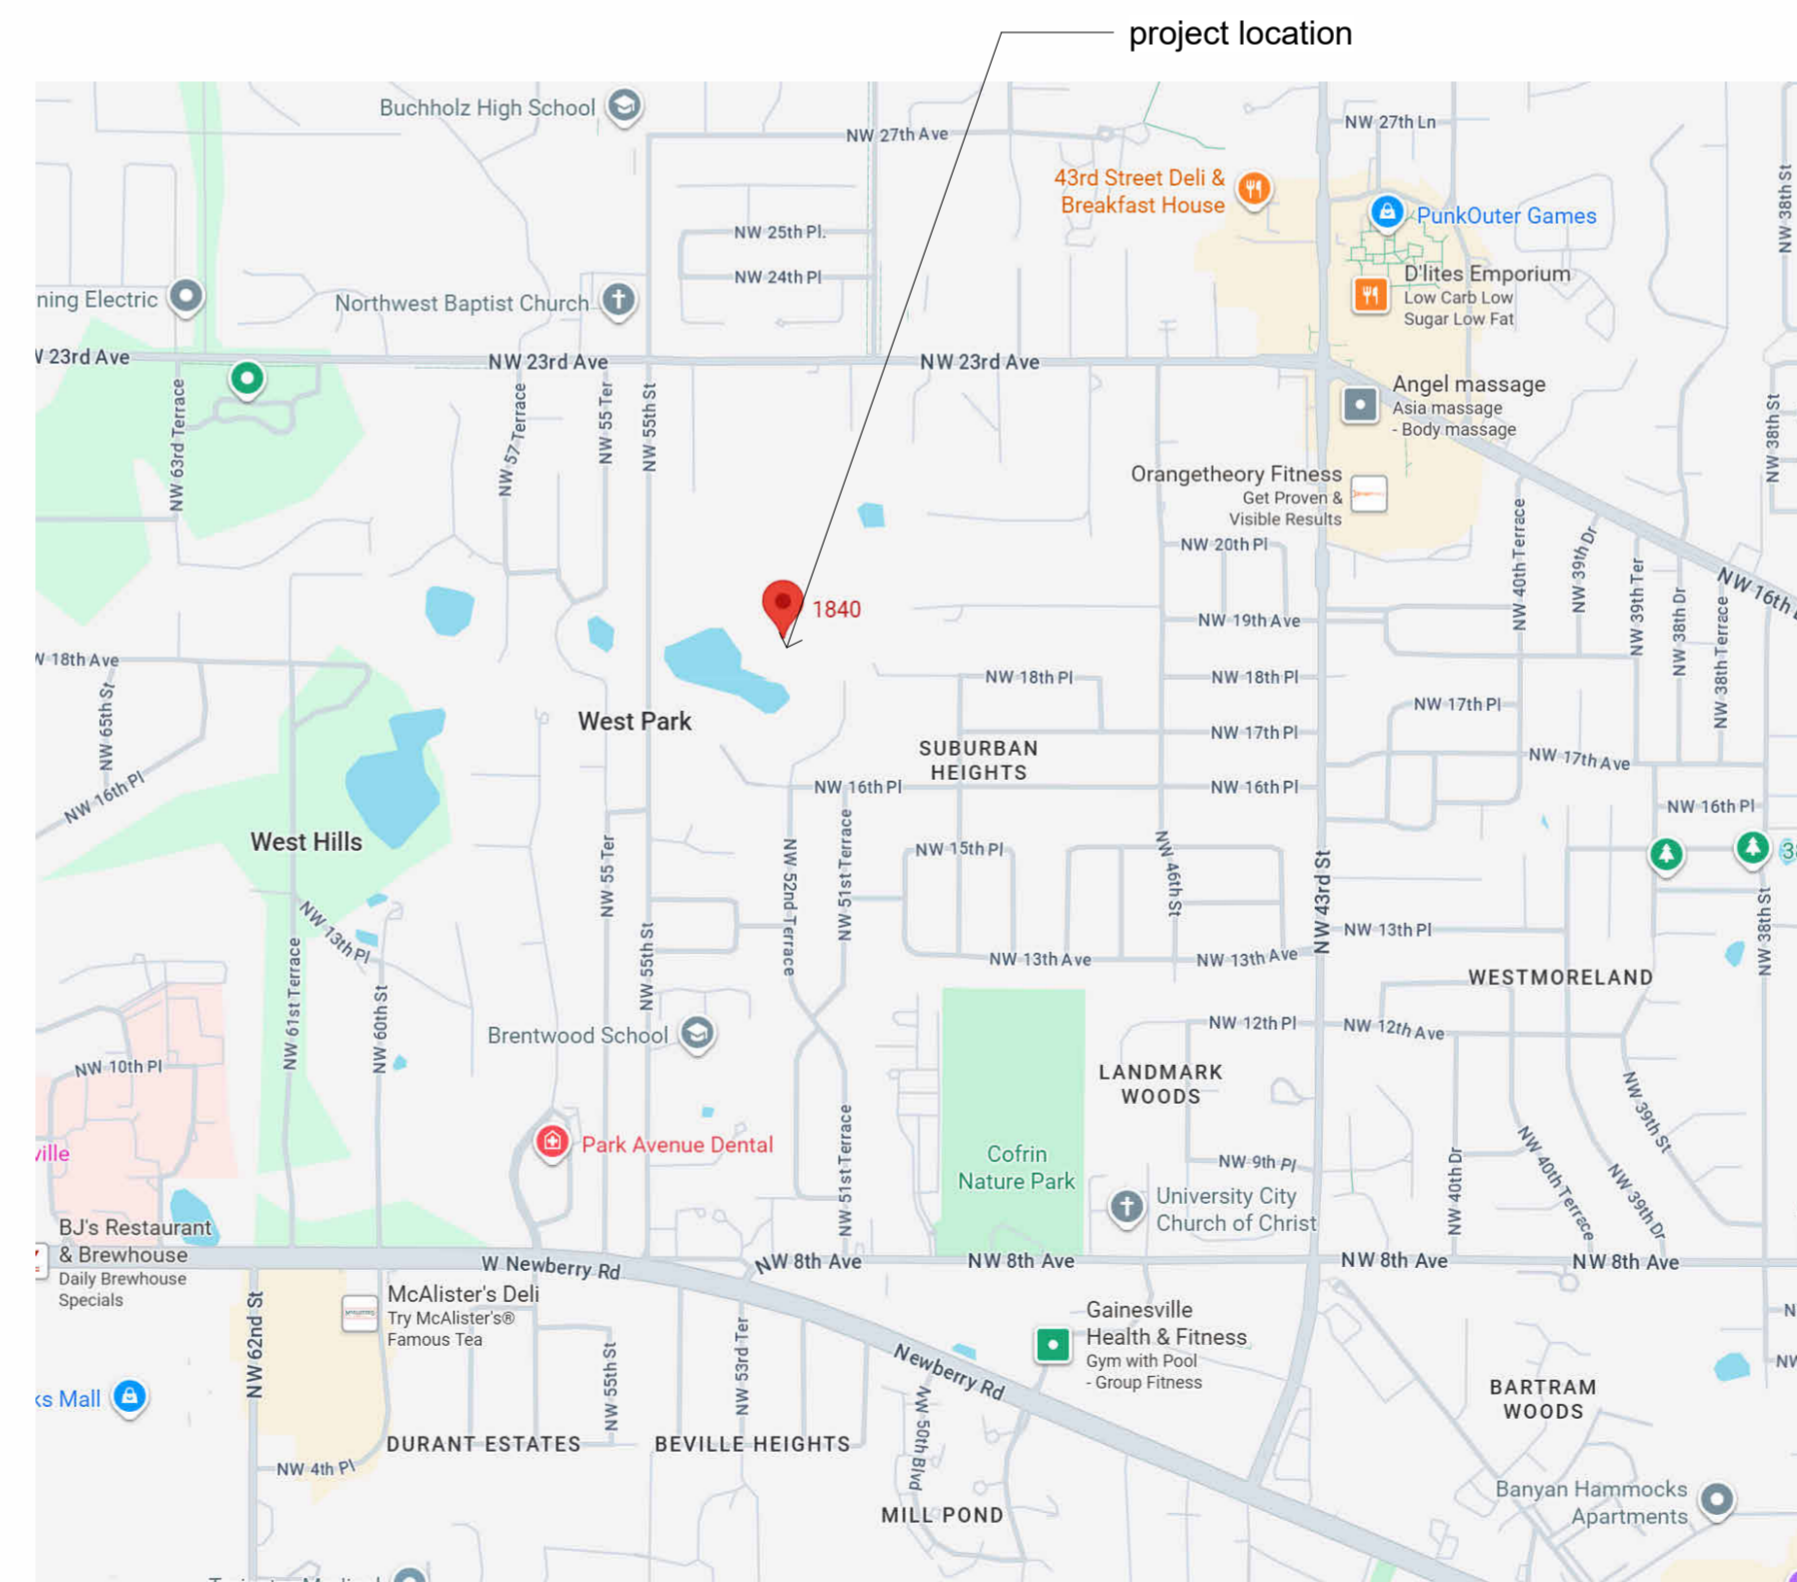 project location
Buchholz High School
NW 27th Ave
NW 27th Ln
43rd Street Deli &
Breakfast House
PunkOuter Games
NW 38th St
NW 25th Pl.
NW 24th Pl
D'lites Emporium
Low Carb Low
Sugar Low Fat
ning Electric
Northwest Baptist Church
23rd Ave
NW 23rd Ave
NW 23rd Ave
Angel massage
Asia massage
- Body massage
NW 63rd Terrace
NW 57 Terrace
NW 55 Ter
NW 55th St
NW 38th St
Orangetheory Fitness
Get Proven &
Visible Results
NW 20th Pl
NW 40th Terrace
NW 39th Dr
NW 39th Ter
NW 38th Dr
NW 38th Terrace
NW 16th
1840
NW 19th Ave
18th Ave
NW 65th St
NW 16th Pl
NW 18th Pl
NW 18th Pl
NW 17th Pl
West Park
SUBURBAN
HEIGHTS
NW 17th Pl
NW 17th Ave
NW 16th Pl
NW 16th Pl
NW 16th Pl
West Hills
NW 55 Ter
NW 52nd Terrace
NW 51st Terrace
NW 15th Pl
NW 46th St
NW 43rd St
38
NW 13th Pl
NW 61st Terrace
NW 60th St
NW 55th St
NW 13th Ave
NW 13th Ave
NW 13th Pl
NW 38th St
WESTMORELAND
Brentwood School
NW 12th Pl
NW 12th Ave
NW 10th Pl
LANDMARK
WOODS
NW 39th St
Park Avenue Dental
ville
NW 51st Terrace
Cofrin
Nature Park
NW 9th Pl
NW 40th Dr
NW 40th Terrace
NW 39th Dr
University City
Church of Christ
BJ's Restaurant
& Brewhouse
Daily Brewhouse
Specials
W Newberry Rd
NW 8th Ave
NW 8th Ave
NW 8th Ave
NW 8th Ave
McAlister's Deli
Try McAlister's®
Famous Tea
NW 62nd St
NW 55th St
NW 53rd Ter
Newberry Rd
Gainesville
Health & Fitness
Gym with Pool
- Group Fitness
N
NW
ks Mall
NW 50th Blvd
BARTRAM
WOODS
DURANT ESTATES
BEVILLE HEIGHTS
NW 4th Pl
MILL POND
Banyan Hammocks
Apartments